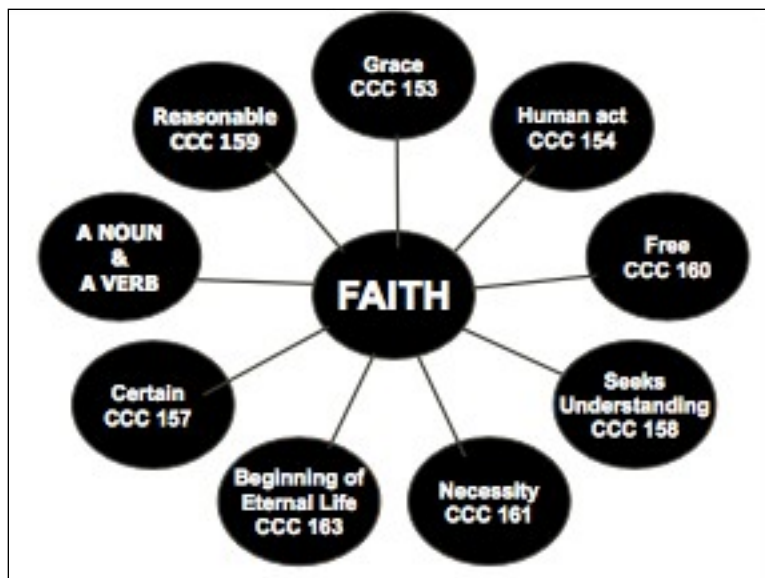 Grace
CCC 153
Human act
CCC 154
Free
CCC 160
Seeks
Understanding
CCC 158
Necessity
CCC 161
Beginning of
Eternal Life
CCC 163
Certain
CCC 157
A NOUN
&
A VERB
Reasonable
CCC 159
FAITH